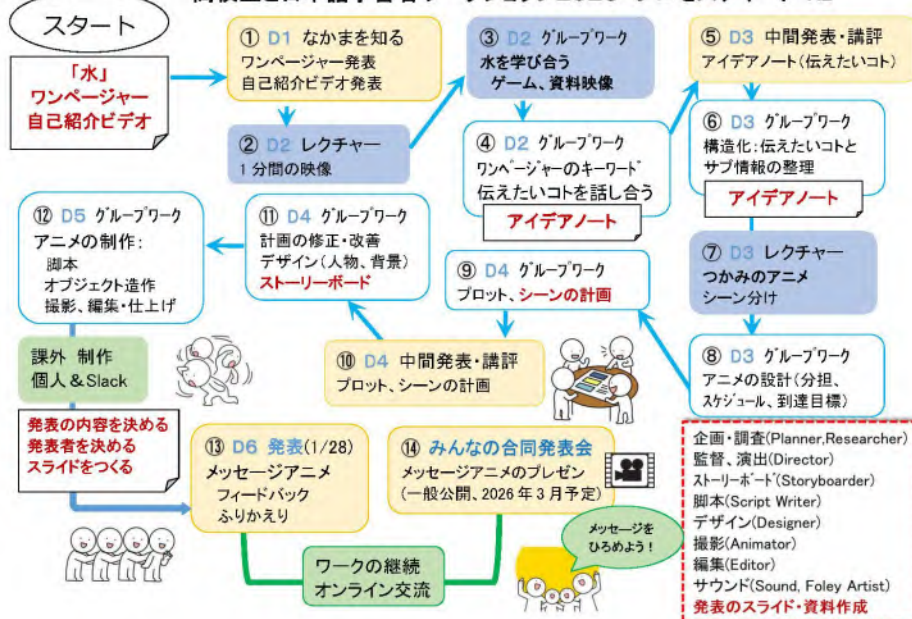 スタート
「水」
ワンページャー
自己紹介ビデオ
① D1 なかまを知る
ワンページャー発表
自己紹介ビデオ発表
② D2 レクチャー
1分間の映像
③ D2 グループワーク
水を学び合う
ゲーム、資料映像
④ D2 グループワーク
ワンページャーのキーワード
伝えたいコトを話し合う
アイデアノート
⑤ D3 中間発表・講評
アイデアノート(伝えたいコト)
⑥ D3 グループワーク
構造化:伝えたいコトと
サブ情報の整理
アイデアノート
⑦ D3 レクチャー
つかみのアニメ
シーン分け
⑧ D3 グループワーク
アニメの設計(分担、
スケジュール、到達目標)
⑨ D4 グループワーク
プロット、シーンの計画
⑩ D4 中間発表・講評
プロット、シーンの計画
⑪ D4 グループワーク
計画の修正・改善
デザイン(人物、背景)
ストーリーボード
⑫ D5 グループワーク
アニメの制作:
脚本
オブジェクト造作
撮影、編集・仕上げ
課外 制作
個人&Slack
発表の内容を決める
発表者を決める
スライドをつくる
⑬ D6 発表(1/28)
メッセージアニメ
フィードバック
ふりかえり
⑭ みんなの合同発表会
メッセージアニメのプレゼン
(一般公開、2026年3月予定)
ワークの継続
オンライン交流
メッセージを
ひろめよう!
企画・調査(Planner,Researcher)
監督、演出(Director)
ストーリーボード(Storyboarder)
脚本(Script Writer)
デザイン(Designer)
撮影(Animator)
編集(Editor)
サウンド(Sound, Foley Artist)
発表のスライド・資料作成